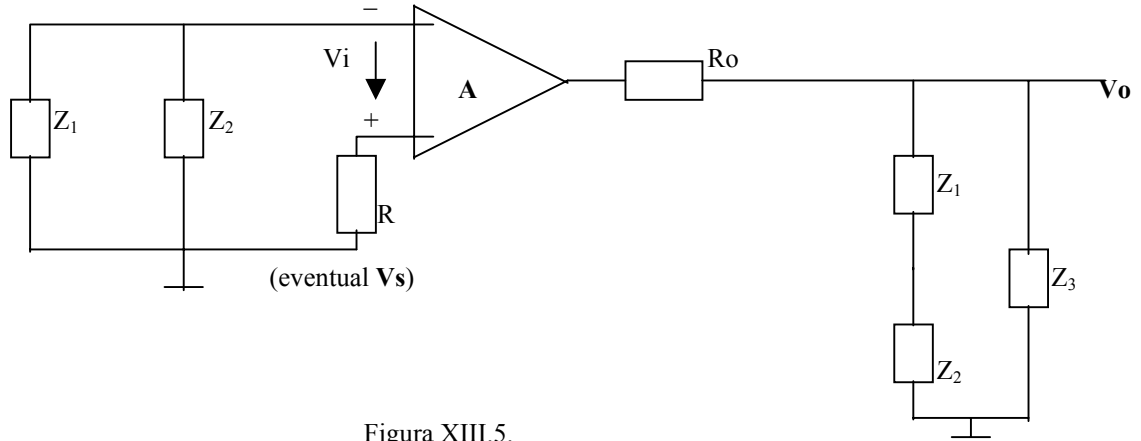 −
Vi
+
A
Ro
Vo
Z1
Z2
R
(eventual Vs)
Z1
Z3
Z2
Figura XIII.5.